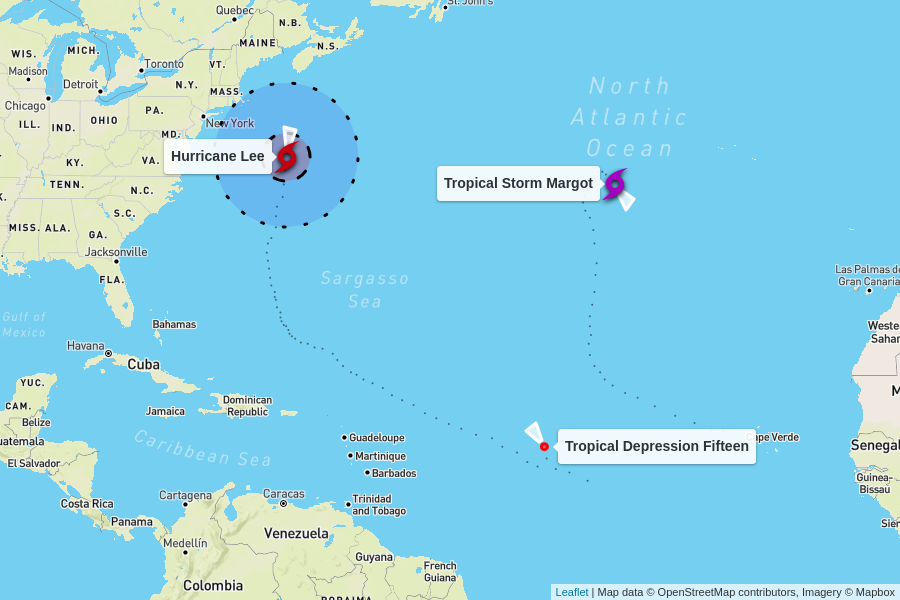 St. John's
Quebec
N.B.
MAINE
N.S.
WIS.
MICH.
Toronto
VT.
Madison
Detroit
N.Y.
MASS.
Chicago
PA.
ILL.
IND.
OHIO
New York
MD.
North
Atlantic
Ocean
Hurricane Lee
KY.
VA.
TENN.
N.C.
Tropical Storm Margot
S.C.
MISS.
ALA.
GA.
Jacksonville
Sargasso
Sea
FLA.
Las Palmas de
Gran Canaria
Gulf of
Mexico
Bahamas
Havana
Cuba
YUC.
CAM.
Belize
Jamaica
Dominican
Republic
Caribbean Sea
El Salvador
Guadeloupe
Martinique
Barbados
Tropical Depression Fifteen
Cape Verde
Senegal
Guinea-
Bissau
Costa Rica
Panama
Cartagena
Caracas
Trinidad
and Tobago
Venezuela
Medellín
Colombia
Guyana
French
Guiana
Leaflet | Map data © OpenStreetMap contributors, Imagery © Mapbox